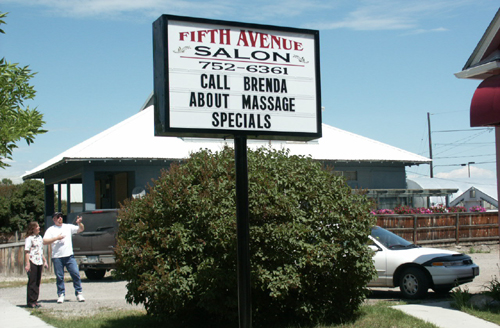 FIFTH AVENUE
SALON
752-6361
CALL BRENDA
ABOUT MASSAGE
SPECIALS